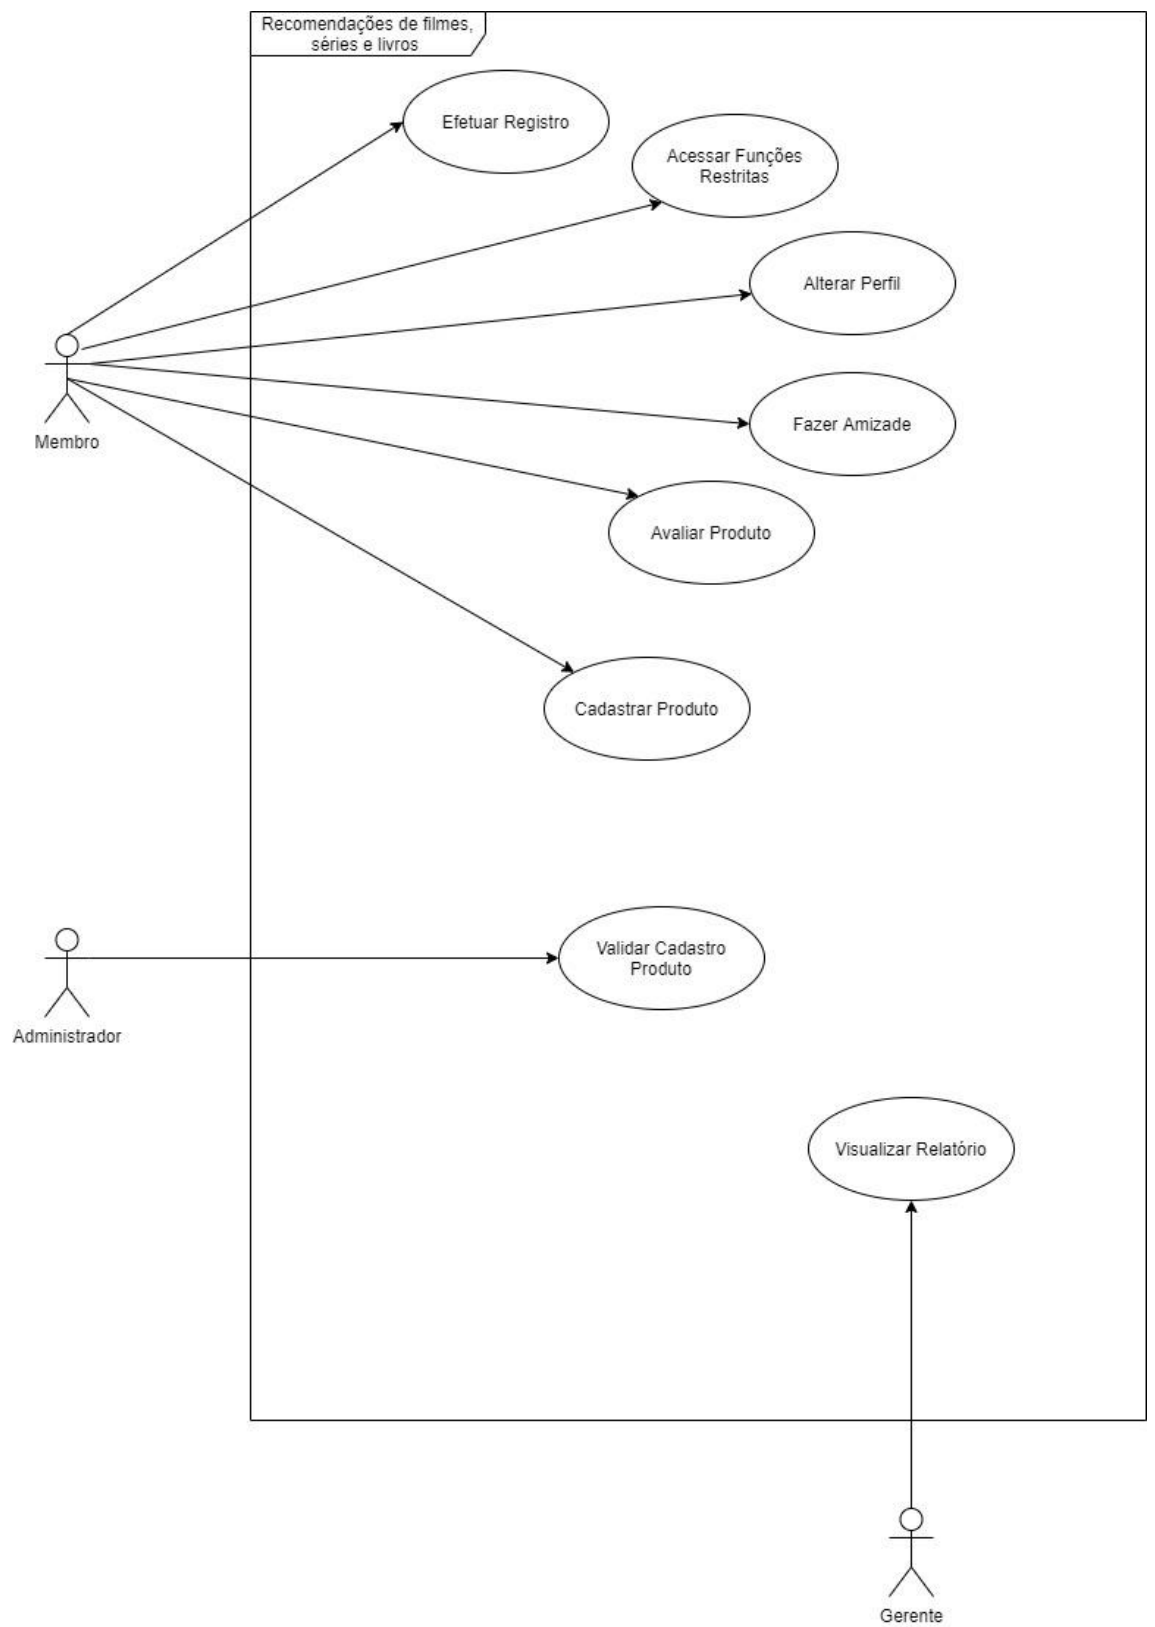 Recomendações de filmes,
séries e livros
Efetuar Registro
Acessar Funções
Restritas
Alterar Perfil
Fazer Amizade
Membro
Avaliar Produto
Cadastrar Produto
Validar Cadastro
Produto
Administrador
Visualizar Relatório
Gerente